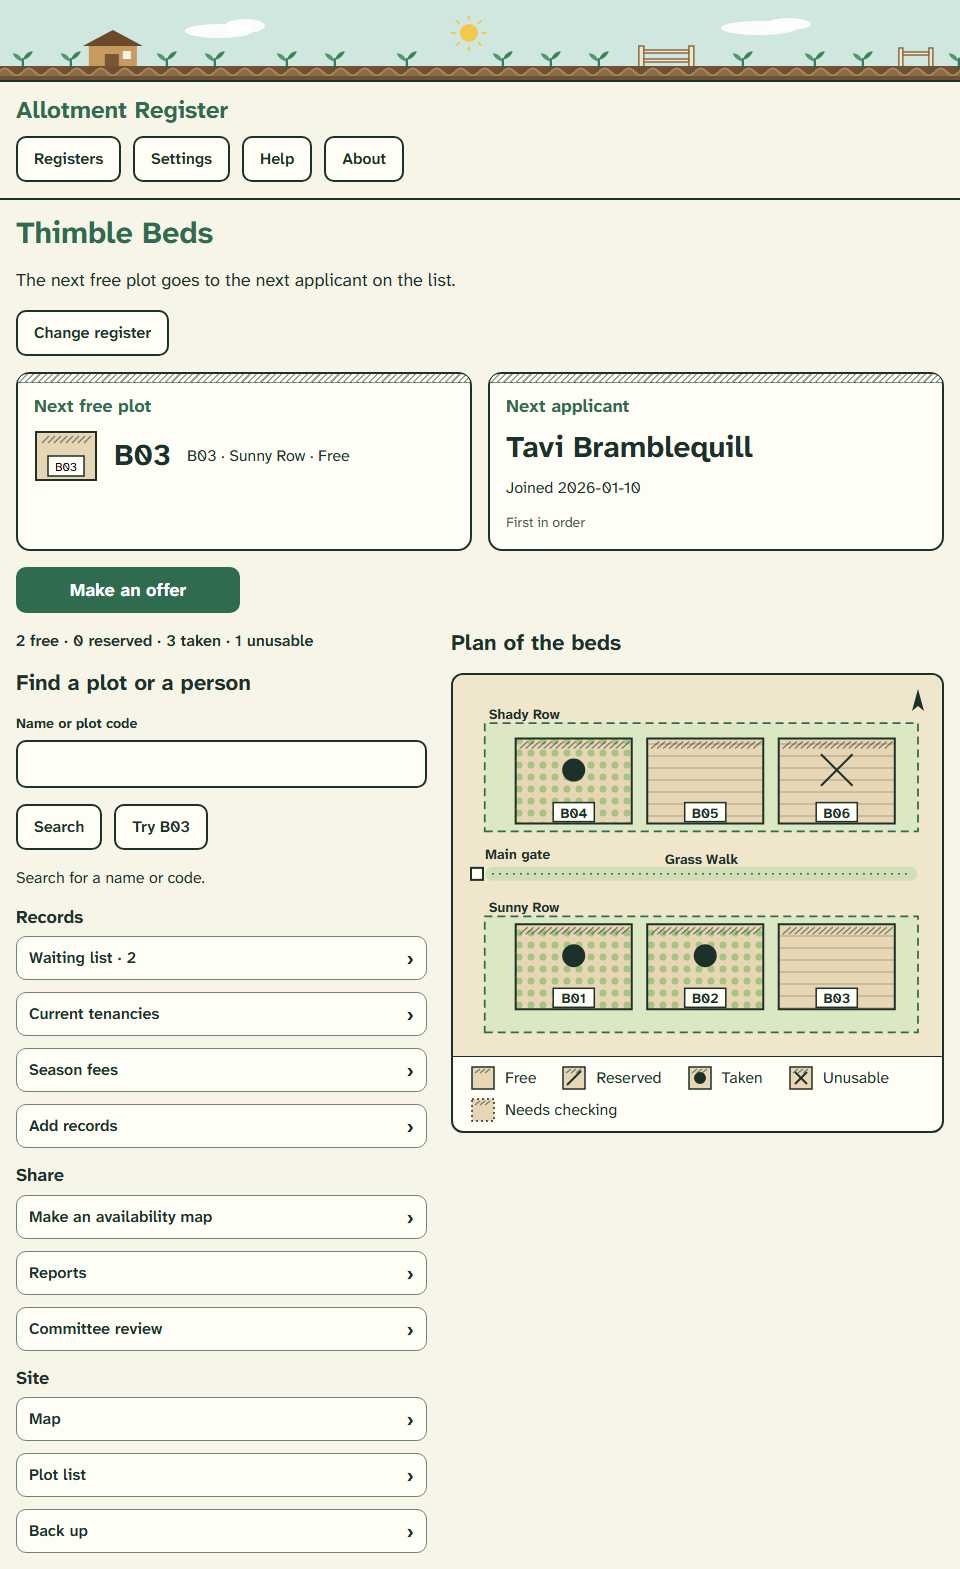 Allotment Register
Registers
Settings
Help
About
Thimble Beds
The next free plot goes to the next applicant on the list.
Change register
Next free plot
B03
B03
B03 · Sunny Row · Free
Next applicant
Tavi Bramblequill
Joined 2026-01-10
First in order
Make an offer
2 free · 0 reserved · 3 taken · 1 unusable
Find a plot or a person
Name or plot code
Search
Try B03
Search for a name or code.
Records
Waiting list · 2
Current tenancies
Season fees
Add records
Share
Make an availability map
Reports
Committee review
Site
Map
Plot list
Back up
Plan of the beds
Shady Row
B04
B05
B06
Main gate
Grass Walk
Sunny Row
B01
B02
B03
Free
Reserved
Taken
Unusable
Needs checking